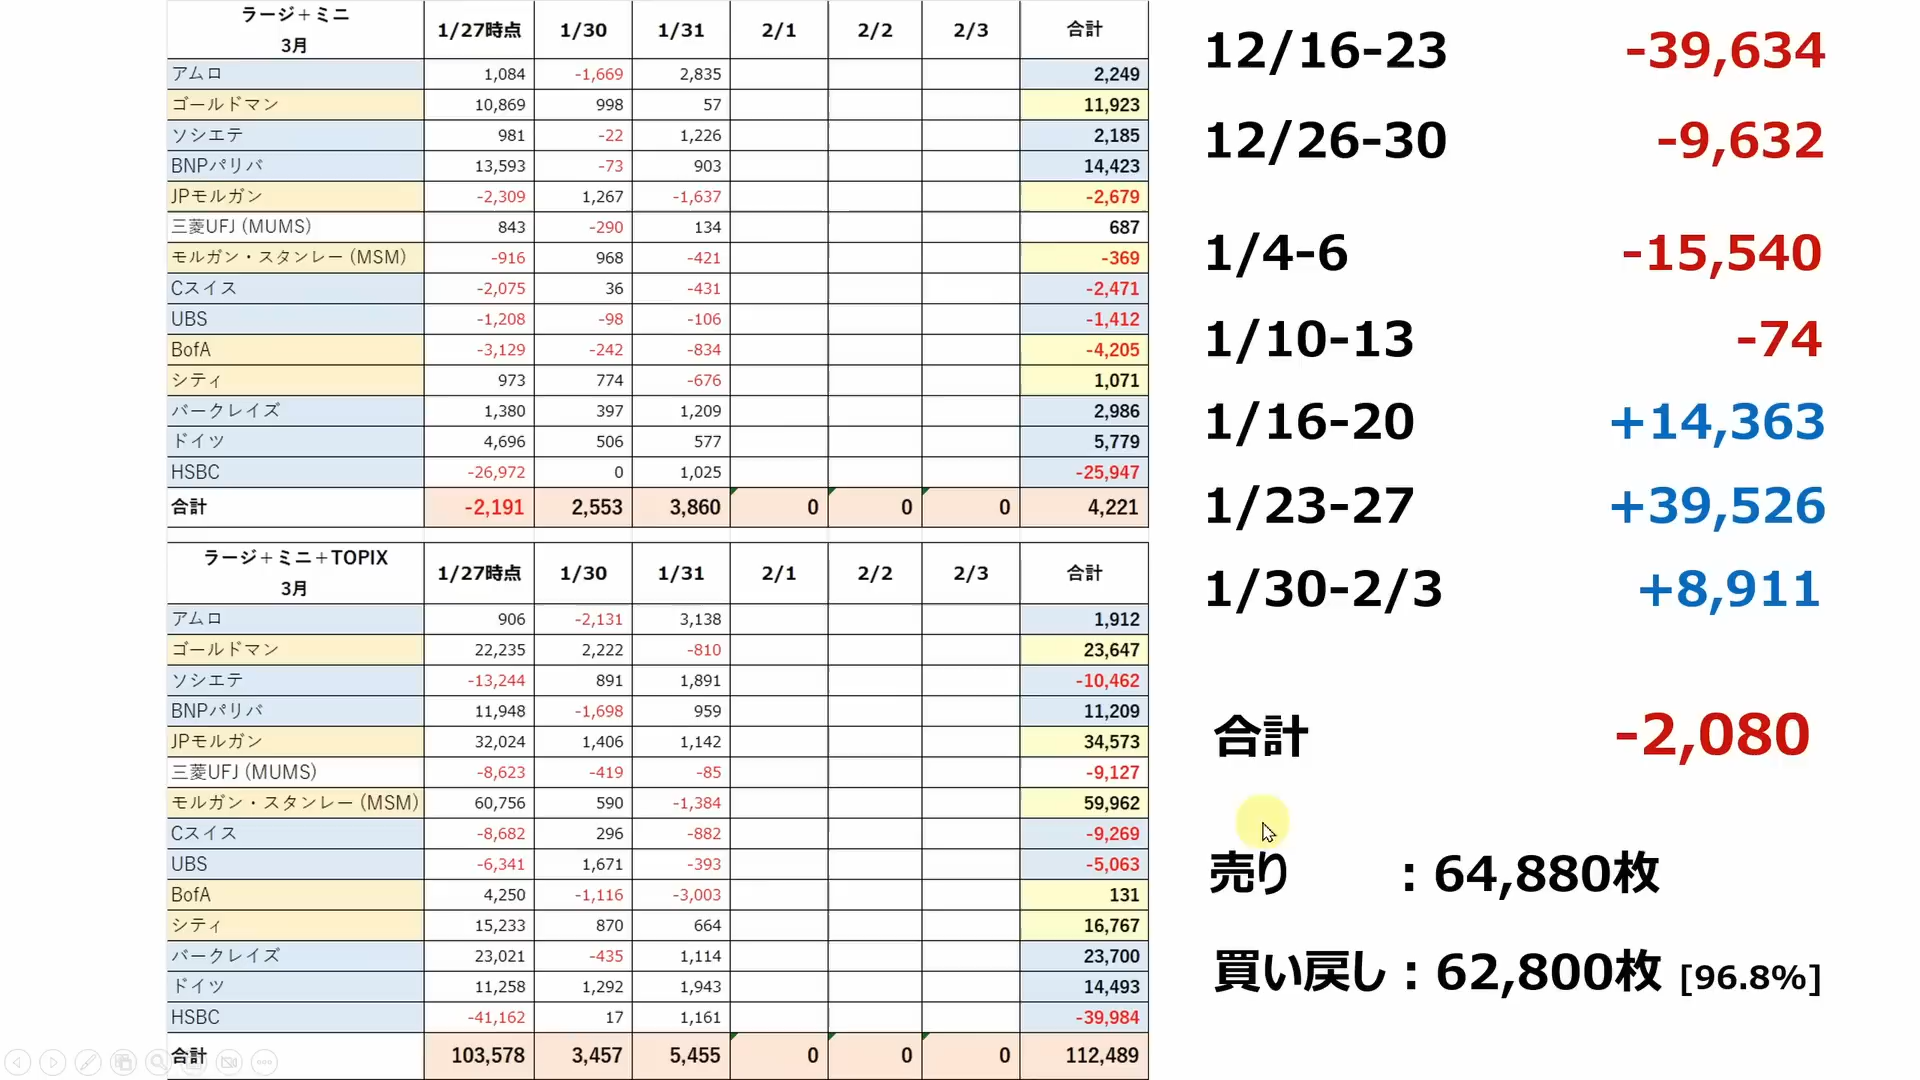 ラージ+ミニ
3月 1/27時点 1/30 1/31 2/1 2/2 2/3 合計
アムロ 1,084 -1,669 2,835 2,249
ゴールドマン 10,869 998 57 11,923
ソシエテ 981 -22 1,226 2,185
BNPパリバ 13,593 -73 903 14,423
JPモルガン -2,309 1,267 -1,637 -2,679
三菱UFJ (MUMS) 843 -290 134 687
モルガン・スタンレー (MSM) -916 968 -421 -369
Cスイス -2,075 36 -431 -2,471
UBS -1,208 -98 -106 -1,412
BofA -3,129 -242 -834 -4,205
シティ 973 774 -676 1,071
バークレイズ 1,380 397 1,209 2,986
ドイツ 4,696 506 577 5,779
HSBC -26,972 0 1,025 -25,947
合計 -2,191 2,553 3,860 0 0 0 4,221
ラージ+ミニ+TOPIX
3月 1/27時点 1/30 1/31 2/1 2/2 2/3 合計
アムロ 906 -2,131 3,138 1,912
ゴールドマン 22,235 2,222 -810 23,647
ソシエテ -13,244 891 1,891 -10,462
BNPパリバ 11,948 -1,698 959 11,209
JPモルガン 32,024 1,406 1,142 34,573
三菱UFJ (MUMS) -8,623 -419 -85 -9,127
モルガン・スタンレー (MSM) 60,756 590 -1,384 59,962
Cスイス -8,682 296 -882 -9,269
UBS -6,341 1,671 -393 -5,063
BofA 4,250 -1,116 -3,003 131
シティ 15,233 870 664 16,767
バークレイズ 23,021 -435 1,114 23,700
ドイツ 11,258 1,292 1,943 14,493
HSBC -41,162 17 1,161 -39,984
合計 103,578 3,457 5,455 0 0 0 112,489
12/16-23 -39,634
12/26-30 -9,632
1/4-6 -15,540
1/10-13 -74
1/16-20 +14,363
1/23-27 +39,526
1/30-2/3 +8,911
合計 -2,080
売り : 64,880枚
買い戻し : 62,800枚 [96.8%]